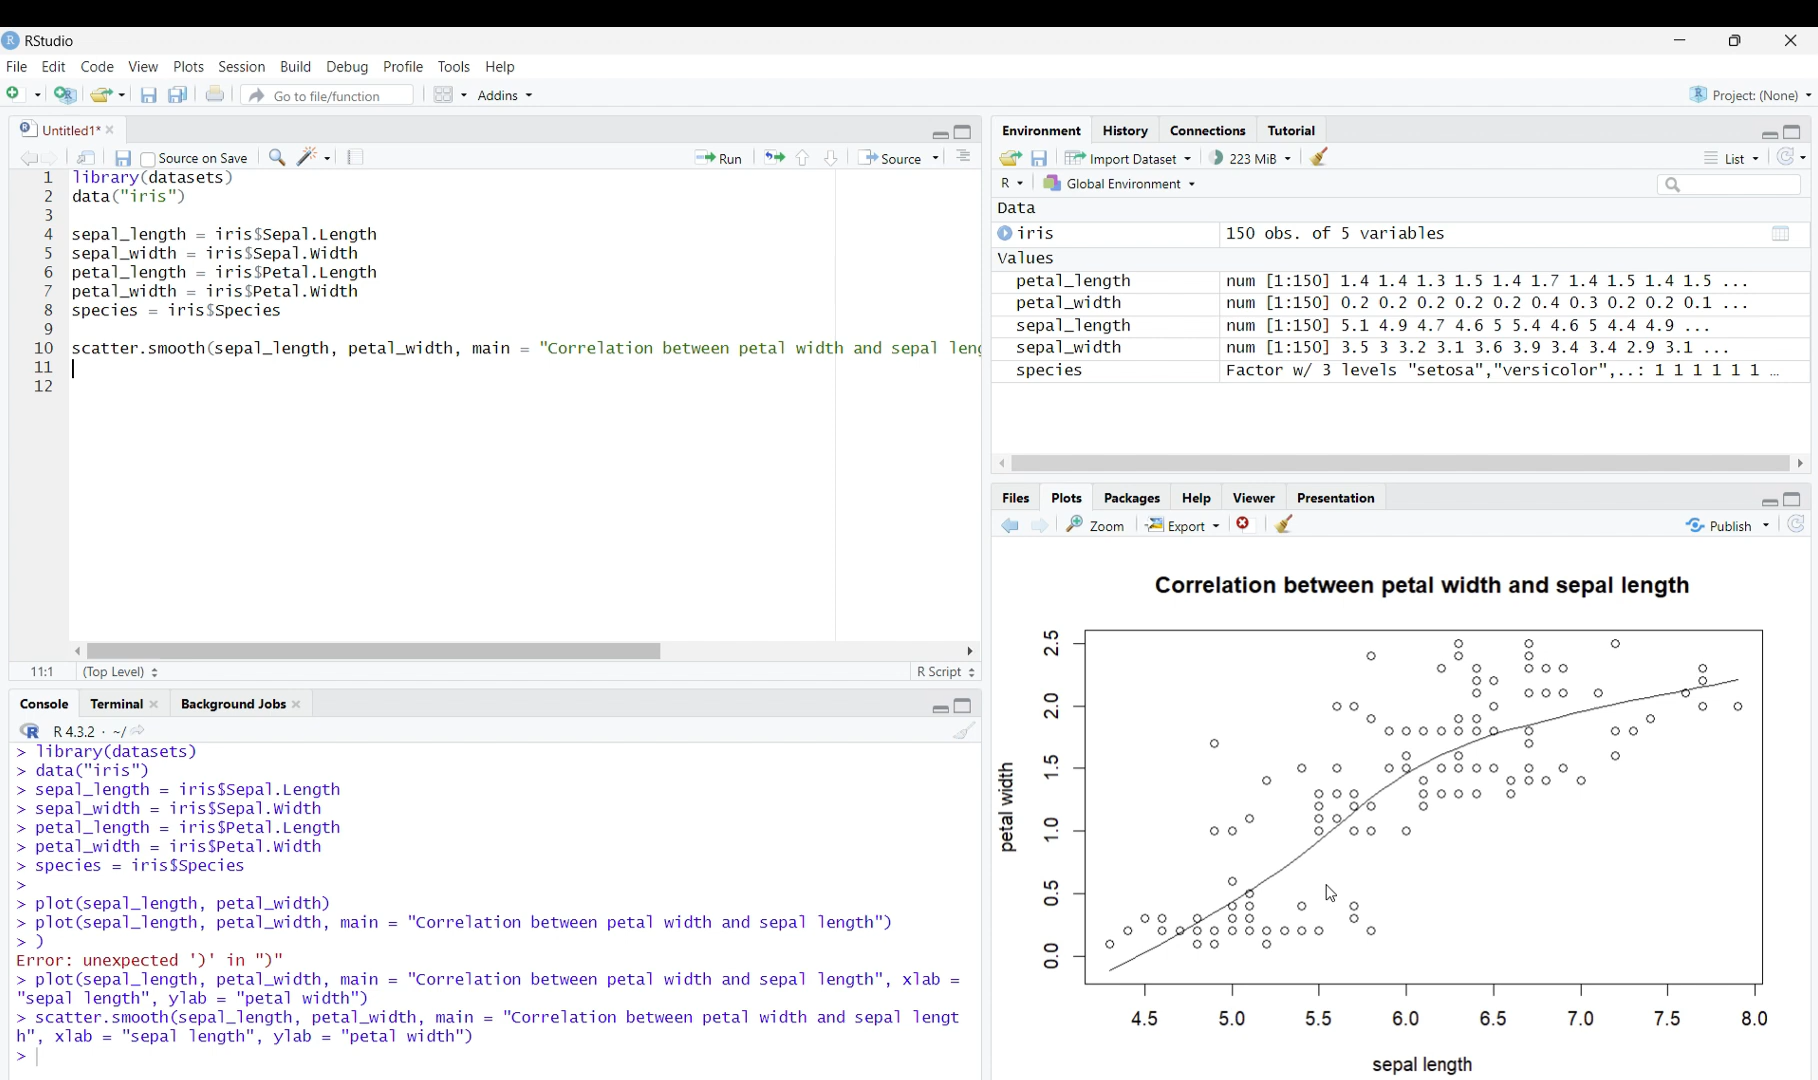 RStudio
File Edit Code View Plots Session Build Debug Profile Tools Help
Go to file/function Addins Project: (None)
Untitled1*
Source on Save Run Source
1 library(datasets)
2 data("iris")
3
4 sepal_length = iris$Sepal.Length
5 sepal_width = iris$Sepal.Width
6 petal_length = iris$Petal.Length
7 petal_width = iris$Petal.Width
8 species = iris$Species
9
10 scatter.smooth(sepal_length, petal_width, main = "Correlation between petal width and sepal leng
11
12
11:1 (Top Level) R Script
Console Terminal Background Jobs
R 4.3.2 · ~/
> library(datasets)
> data("iris")
> sepal_length = iris$Sepal.Length
> sepal_width = iris$Sepal.Width
> petal_length = iris$Petal.Length
> petal_width = iris$Petal.Width
> species = iris$Species
>
> plot(sepal_length, petal_width)
> plot(sepal_length, petal_width, main = "Correlation between petal width and sepal length")
> )
Error: unexpected ')' in ")"
> plot(sepal_length, petal_width, main = "Correlation between petal width and sepal length", xlab =
"sepal length", ylab = "petal width")
> scatter.smooth(sepal_length, petal_width, main = "Correlation between petal width and sepal lengt
h", xlab = "sepal length", ylab = "petal width")
>
Environment History Connections Tutorial
Import Dataset 223 MiB List
R Global Environment
Data
iris 150 obs. of 5 variables
Values
petal_length num [1:150] 1.4 1.4 1.3 1.5 1.4 1.7 1.4 1.5 1.4 1.5 ...
petal_width num [1:150] 0.2 0.2 0.2 0.2 0.2 0.4 0.3 0.2 0.2 0.1 ...
sepal_length num [1:150] 5.1 4.9 4.7 4.6 5 5.4 4.6 5 4.4 4.9 ...
sepal_width num [1:150] 3.5 3 3.2 3.1 3.6 3.9 3.4 3.4 2.9 3.1 ...
species Factor w/ 3 levels "setosa","versicolor",..: 1 1 1 1 1 1 …
Files Plots Packages Help Viewer Presentation
Zoom Export Publish
Correlation between petal width and sepal length
petal width
2.5
2.0
1.5
1.0
0.5
0.0
4.5 5.0 5.5 6.0 6.5 7.0 7.5 8.0
sepal length